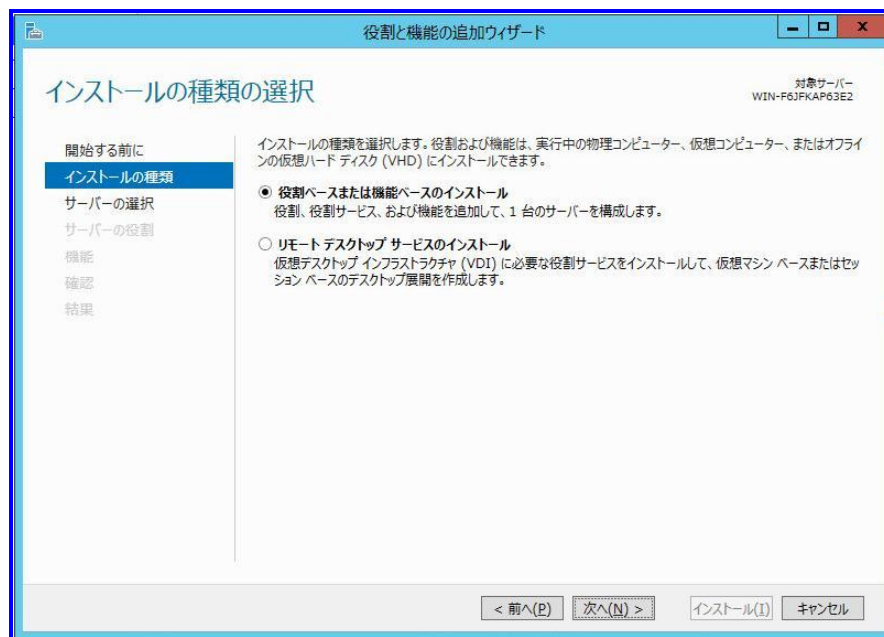 役割と機能の追加ウィザード
インストールの種類の選択
対象サーバー
WIN-F6JFKAP63E2
開始する前に
インストールの種類
サーバーの選択
サーバーの役割
機能
確認
結果
インストールの種類を選択します。役割および機能は、実行中の物理コンピューター、仮想コンピューター、またはオフライ
ンの仮想ハード ディスク (VHD) にインストールできます。
役割ベースまたは機能ベースのインストール
役割、役割サービス、および機能を追加して、1 台のサーバーを構成します。
リモート デスクトップ サービスのインストール
仮想デスクトップ インフラストラクチャ (VDI) に必要な役割サービスをインストールして、仮想マシン ベースまたはセッ
ション ベースのデスクトップ展開を作成します。
< 前へ(P) 次へ(N) > インストール(I) キャンセル